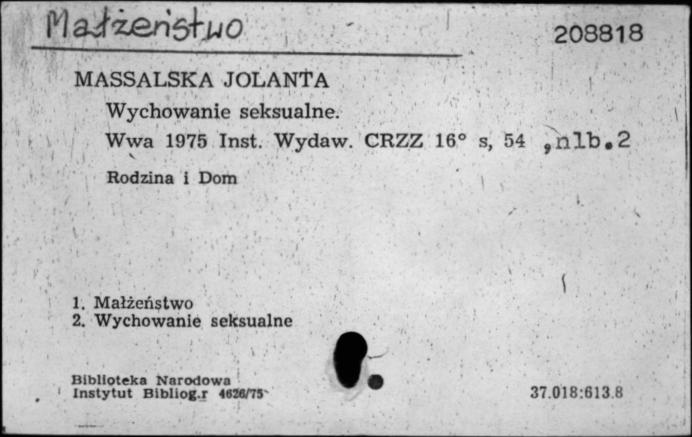 Małżeństwo
208818
MASSALSKA JOLANTA
Wychowanie seksualne.
Wwa 1975 Inst. Wydaw. CRZZ 16° s, 54 ,nlb.2
Rodzina i Dom
1. Małżeństwo
2. Wychowanie seksualne
Biblioteka Narodowa
Instytut Bibliog.r 4626/75
37.018:613.8